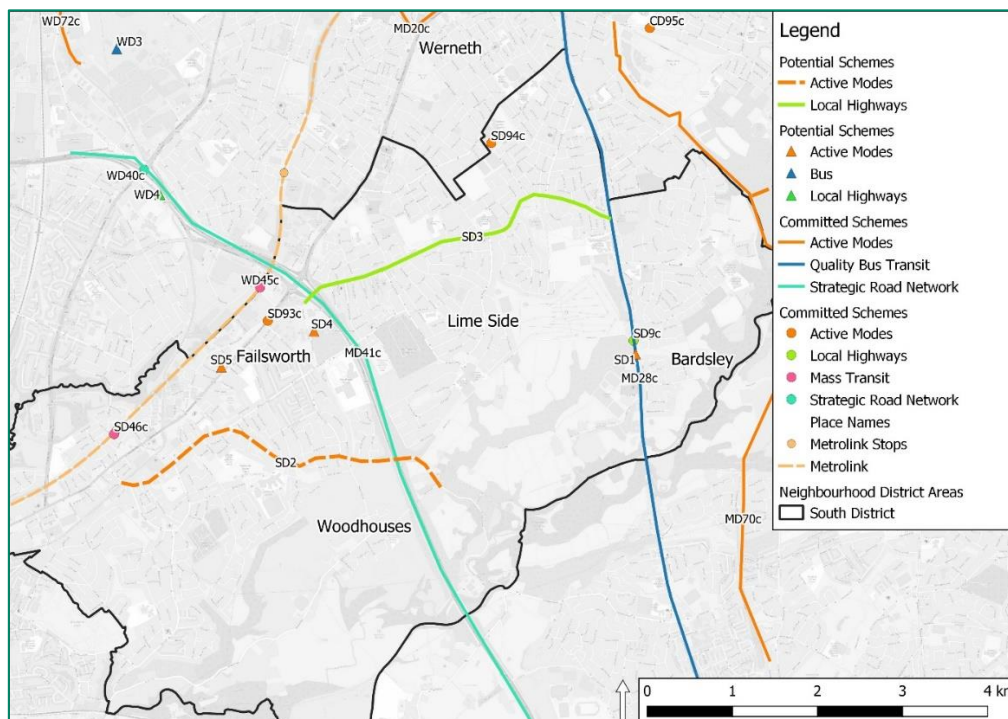 WD72c
WD3
MD20c
Werneth
CD95c
SD94c
WD40c
WD4
SD3
WD45c
SD93c
SD4
Lime Side
Failsworth
MD41c
SD5
SD9c
SD1
Bardsley
MD28c
SD46c
SD2
Woodhouses
MD70c
Legend
Potential Schemes
Active Modes
Local Highways
Potential Schemes
Active Modes
Bus
Local Highways
Committed Schemes
Active Modes
Quality Bus Transit
Strategic Road Network
Committed Schemes
Active Modes
Local Highways
Mass Transit
Strategic Road Network
Place Names
Metrolink Stops
Metrolink
Neighbourhood District Areas
South District
0 1 2 3 4 km